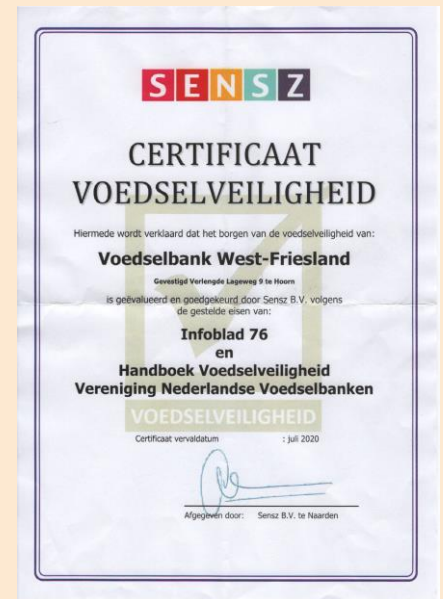 SENSZ
CERTIFICAAT
VOEDSELVEILIGHEID
Hiermede wordt verklaard dat het borgen van de voedselveiligheid van:
Voedselbank West-Friesland
Gevestigd Verlengde Lageweg 9 te Hoorn
is geëvalueerd en goedgekeurd door Sensz B.V. volgens
de gestelde eisen van:
Infoblad 76
en
Handboek Voedselveiligheid
Vereniging Nederlandse Voedselbanken
VOEDSELVEILIGHEID
Certificaat vervaldatum : juli 2020
Afgegeven door: Sensz B.V. te Naarden